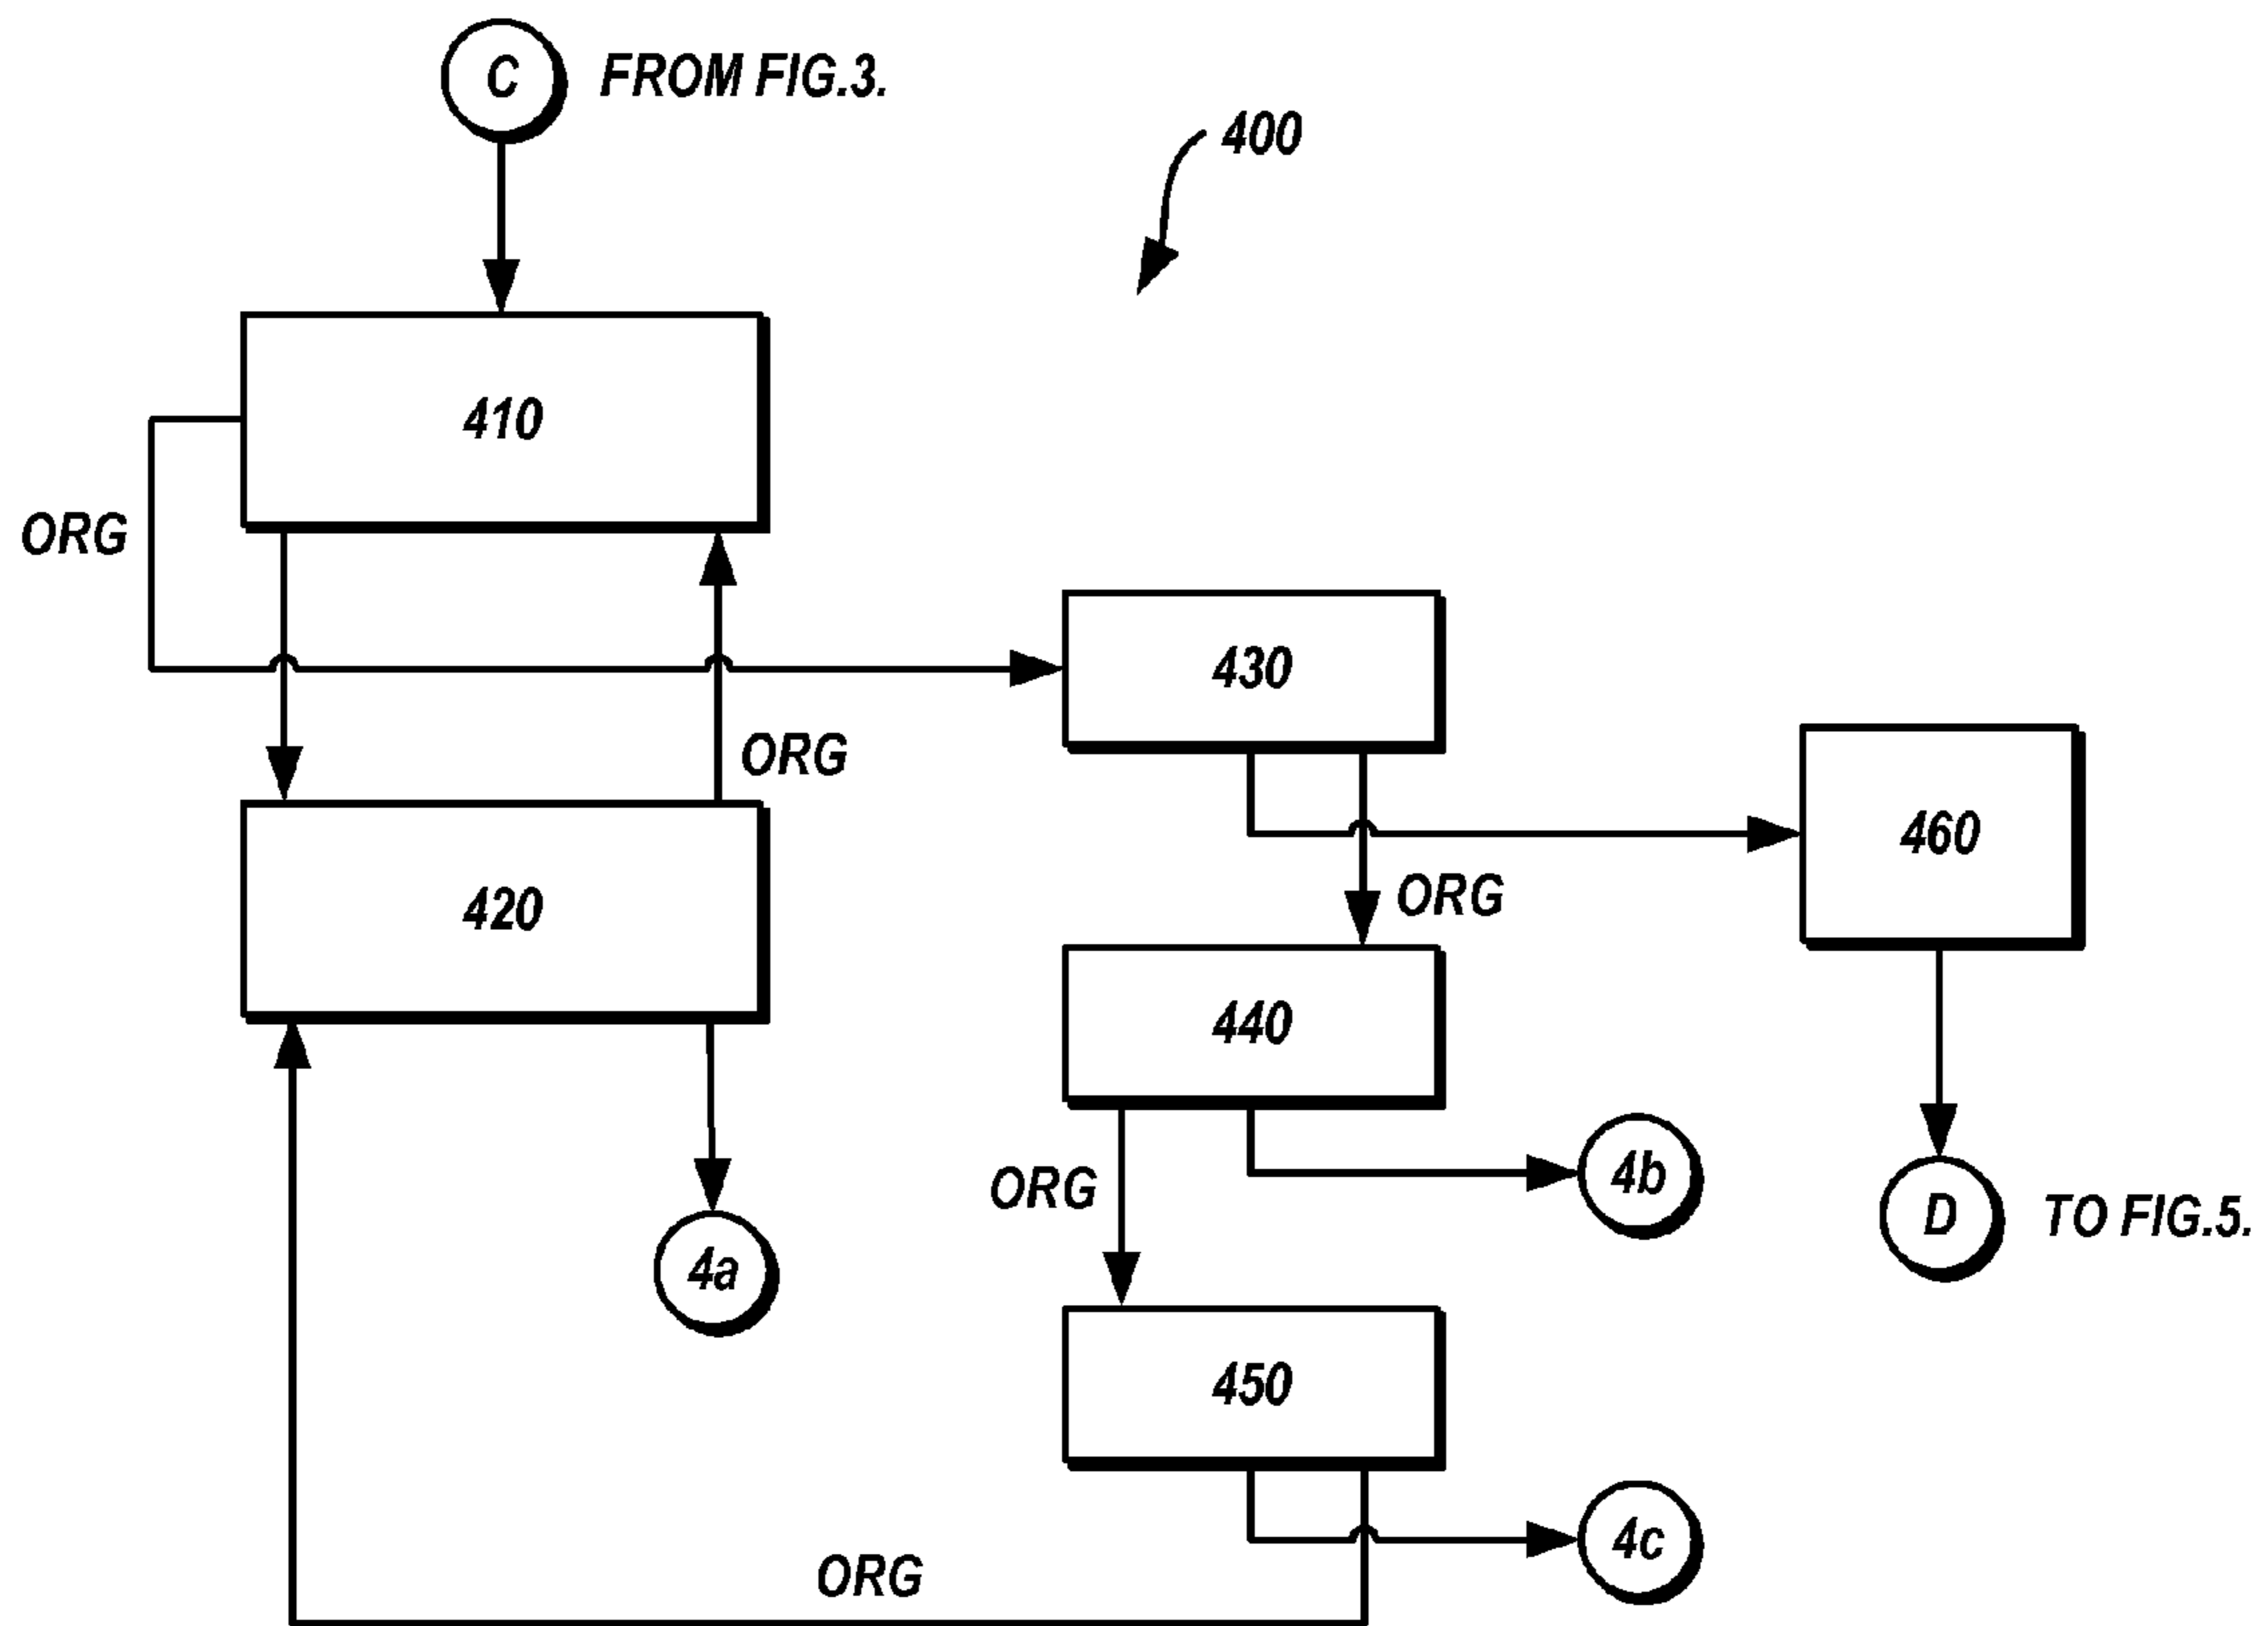 C FROM FIG.3.
400
410
ORG
430
ORG
460
420
ORG
440
4b
ORG
D TO FIG.5.
4a
450
4c
ORG